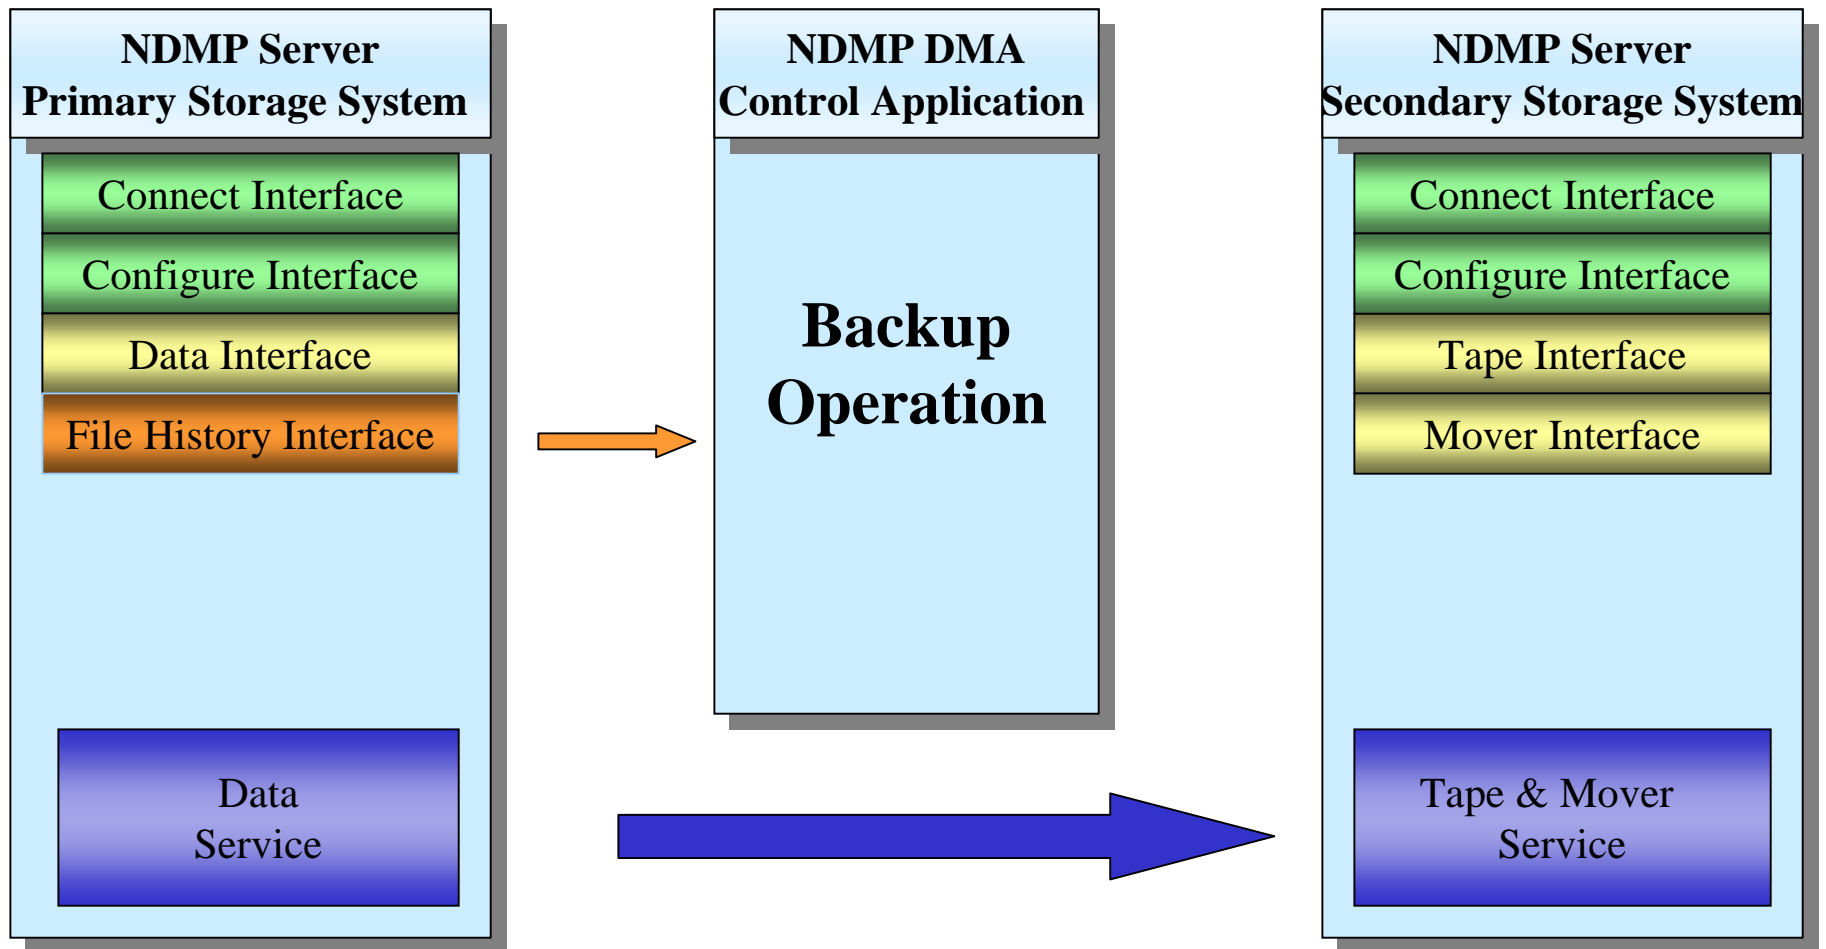 NDMP Server
Primary Storage System
Connect Interface
Configure Interface
Data Interface
File History Interface
Data
Service
NDMP DMA
Control Application
Backup
Operation
NDMP Server
Secondary Storage System
Connect Interface
Configure Interface
Tape Interface
Mover Interface
Tape & Mover
Service